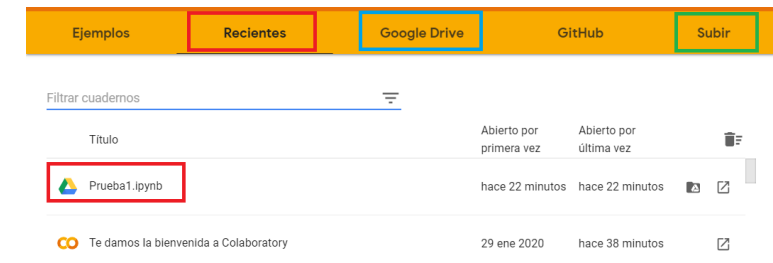 Ejemplos Recientes Google Drive GitHub Subir
Filtrar cuadernos
Título Abierto por primera vez Abierto por última vez
Prueba1.ipynb hace 22 minutos hace 22 minutos
Te damos la bienvenida a Colaboratory 29 ene 2020 hace 38 minutos